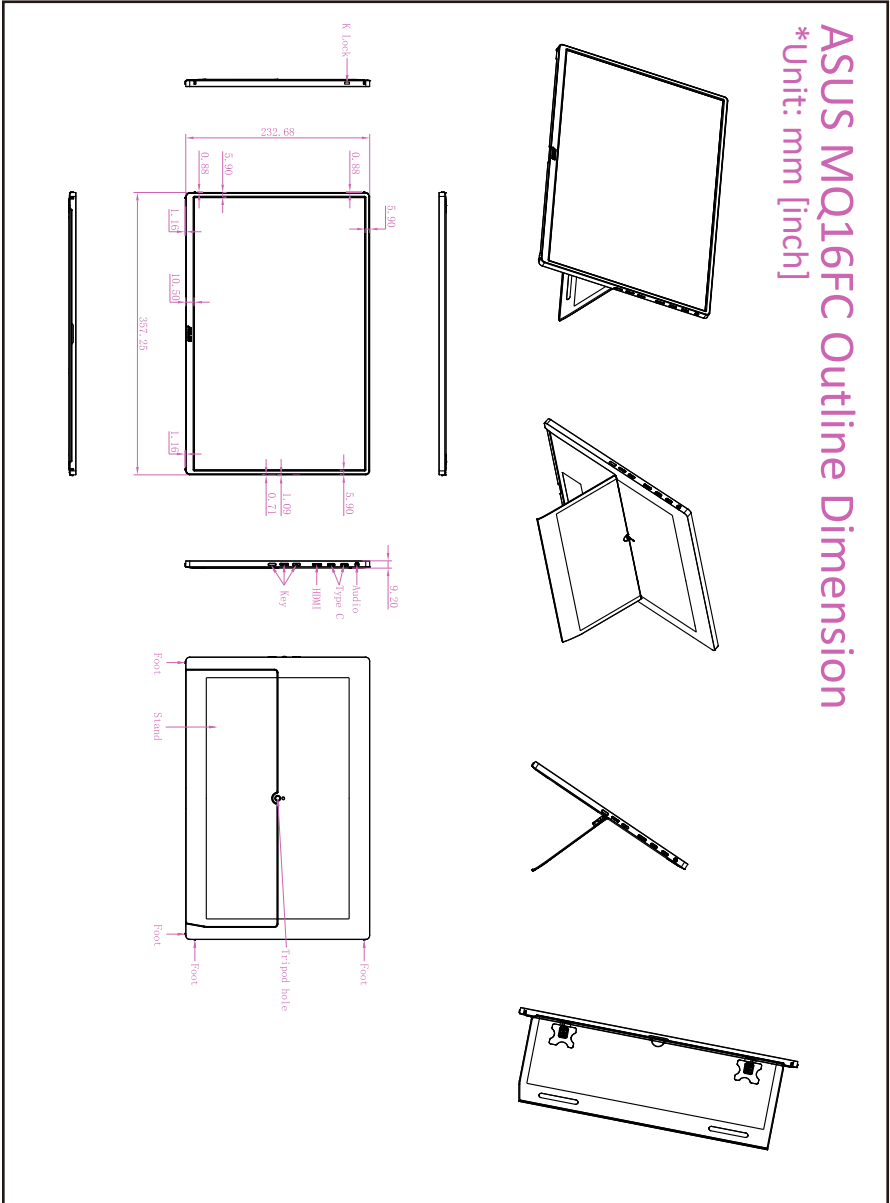 ASUS MQ16FC Outline Dimension
*Unit: mm [inch]
K Lock
232.68
0.88
5.90
0.88
5.90
1.16
10.50
357.25
1.16
5.90
1.09
0.71
9.20
Audio
Type C
HDMI
Key
Foot
Stand
Tripod hole
Foot
Foot
Foot